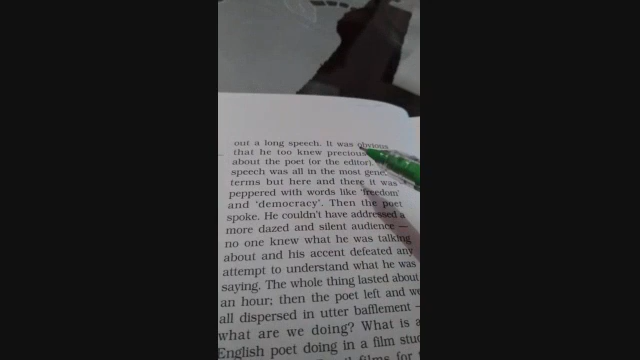 out a long speech. It was obvious
that he too knew precious
about the poet (or the editor).
speech was all in the most
terms but here and there it was
peppered with words like ‘freedom’
and ‘democracy’. Then the poet
spoke. He couldn’t have addressed a
more dazed and silent audience —
no one knew what he was talking
about and his accent defeated any
attempt to understand what he was
saying. The whole thing lasted about
an hour; then the poet left and we
all dispersed in utter bafflement —
what are we doing? What is a
English poet doing in a film
films for